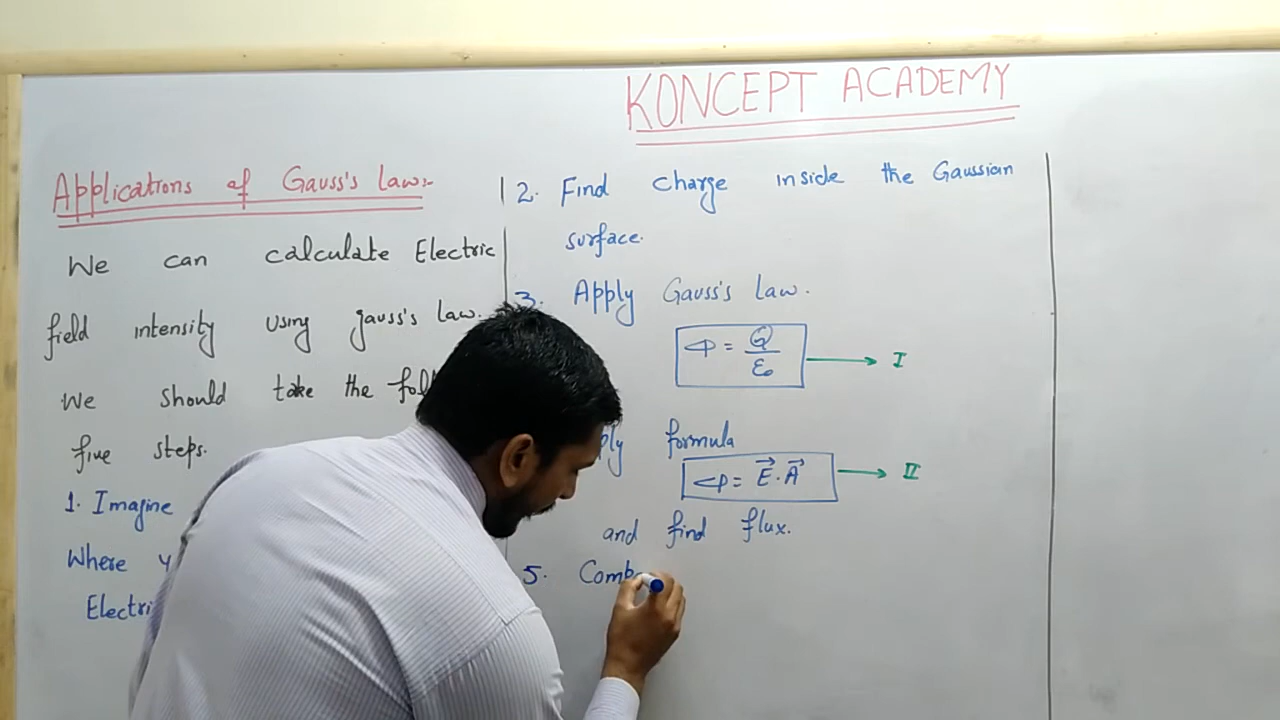 KONCEPT ACADEMY
Applications of Gauss's law:-
We can calculate Electric
field intensity using gauss's law.
We should take the
five steps.
1. Imagine
Where
Electri
2. Find charge inside the Gaussian
surface.
3. Apply Gauss's law.
Φ = Q/ε₀ → I
formula
Φ = E⃗ · A⃗ → II
and find flux.
5. Comb